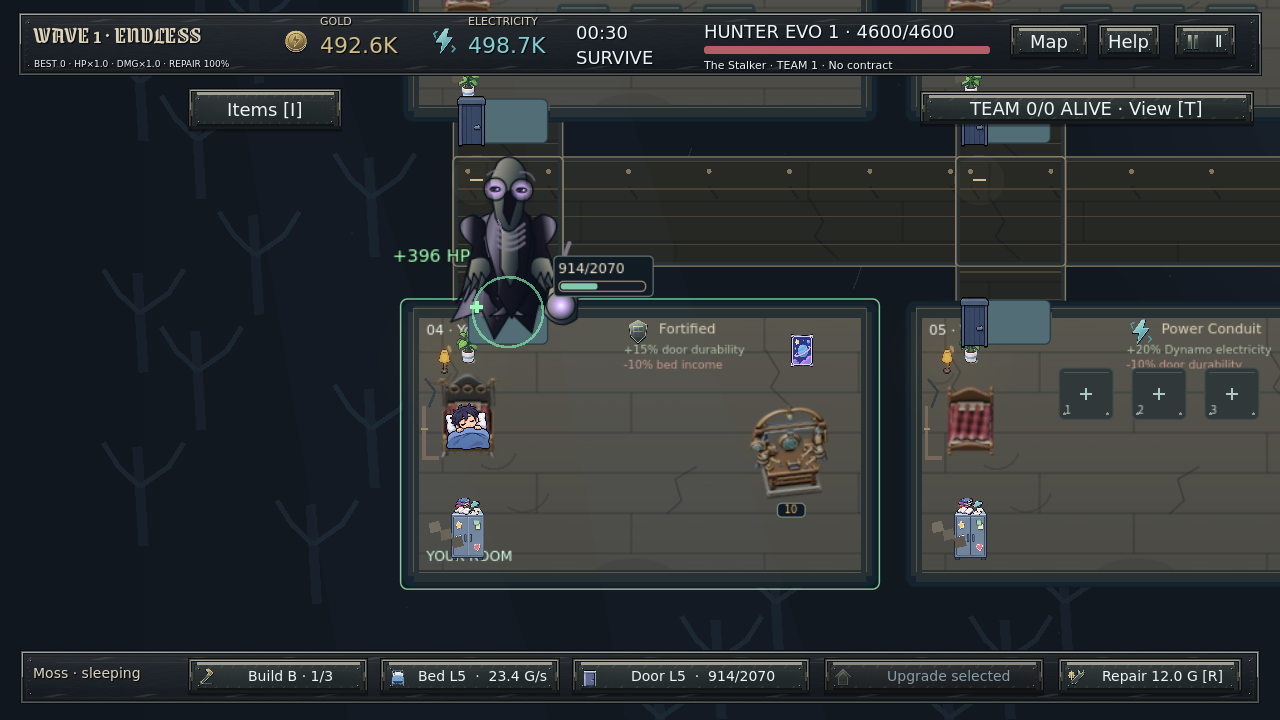 WAVE 1 · ENDLESS
BEST 0 · HP×1.0 · DMG×1.0 · REPAIR 100%
GOLD
492.6K
ELECTRICITY
498.7K
00:30
SURVIVE
HUNTER EVO 1 · 4600/4600
The Stalker · TEAM 1 · No contract
Map
Help
II
Items [I]
TEAM 0/0 ALIVE · View [T]
+396 HP
914/2070
04 ·
Fortified
+15% door durability
-10% bed income
10
YOUR ROOM
05 ·
Power Conduit
+20% Dynamo electricity
-10% door durability
+
1
+
2
+
3
Moss · sleeping
Build B · 1/3
Bed L5 · 23.4 G/s
Door L5 · 914/2070
Upgrade selected
Repair 12.0 G [R]